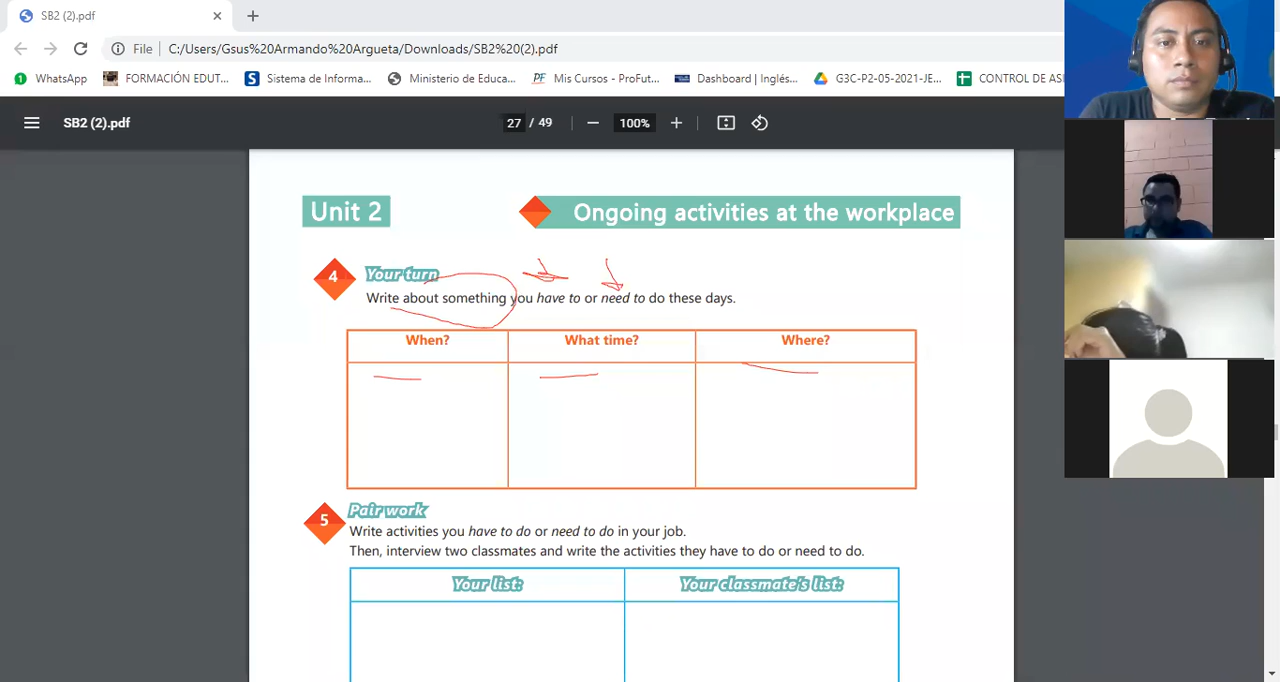 SB2 (2).pdf
File
C:/Users/Gsus%20Armando%20Argueta/Downloads/SB2%20(2).pdf
WhatsApp
FORMACIÓN EDUT...
Sistema de Informa...
Ministerio de Educa...
Mis Cursos - ProFut...
Dashboard | Inglés...
G3C-P2-05-2021-JE...
CONTROL DE AS
SB2 (2).pdf
27 / 49
100%
Unit 2
Ongoing activities at the workplace
4
Your turn
Write about something you have to or need to do these days.
When?
What time?
Where?
5
Pair work
Write activities you have to do or need to do in your job.
Then, interview two classmates and write the activities they have to do or need to do.
Your list:
Your classmate's list: